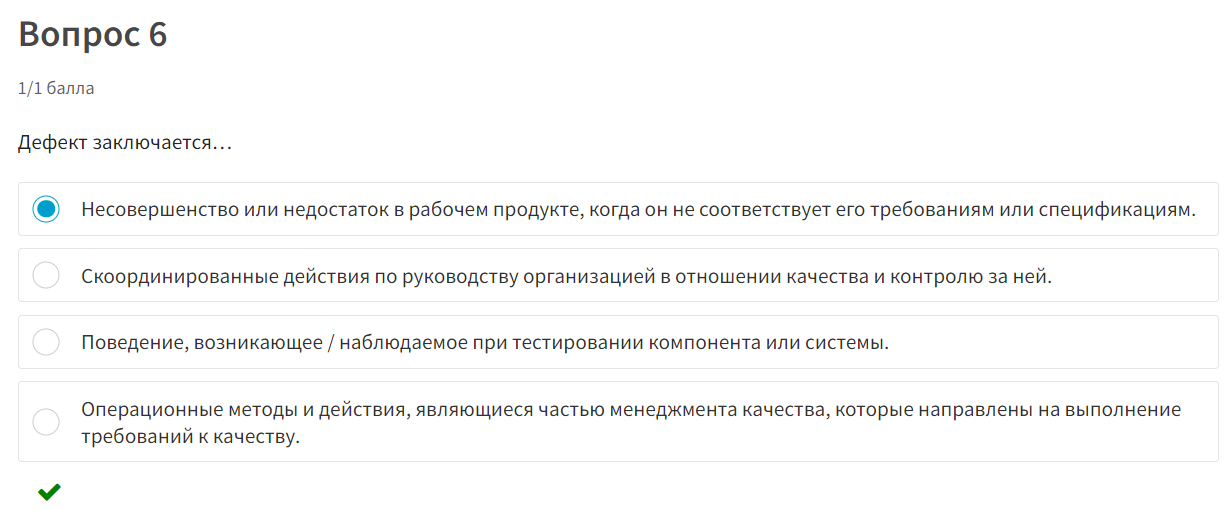 Вопрос 6
1/1 балла
Дефект заключается…
Несовершенство или недостаток в рабочем продукте, когда он не соответствует его требованиям или спецификациям.
Скоординированные действия по руководству организацией в отношении качества и контролю за ней.
Поведение, возникающее / наблюдаемое при тестировании компонента или системы.
Операционные методы и действия, являющиеся частью менеджмента качества, которые направлены на выполнение
требований к качеству.